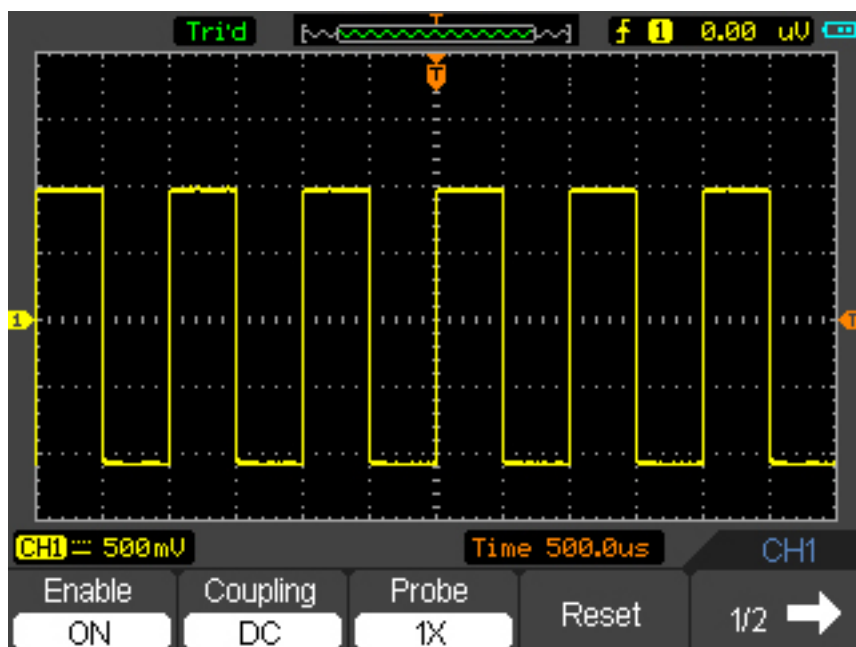 Tri'd T 1 0.00 uV
T
1 T
CH1 500mV Time 500.0us CH1
Enable Coupling Probe Reset 1/2
ON DC 1X